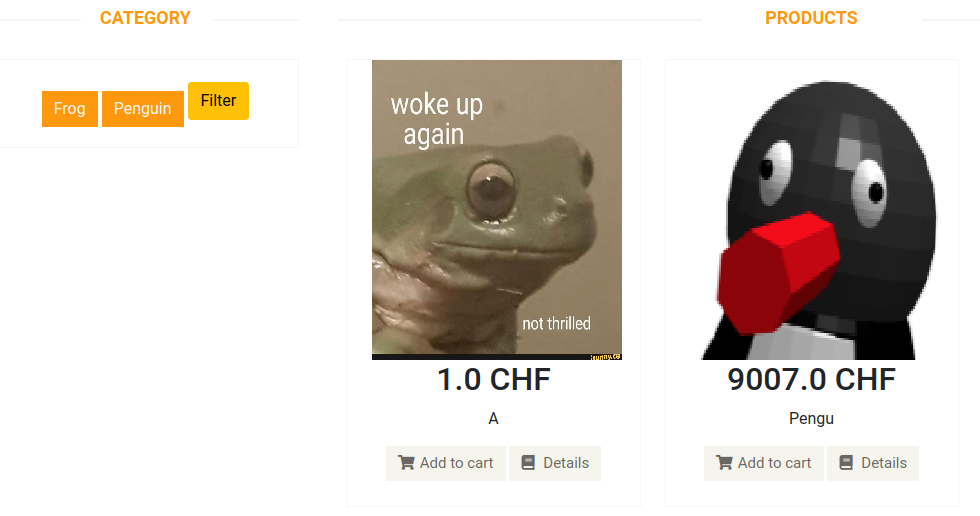 CATEGORY
PRODUCTS
Frog
Penguin
Filter
woke up
again
not thrilled
ifunny.co
1.0 CHF
A
Add to cart
Details
9007.0 CHF
Pengu
Add to cart
Details